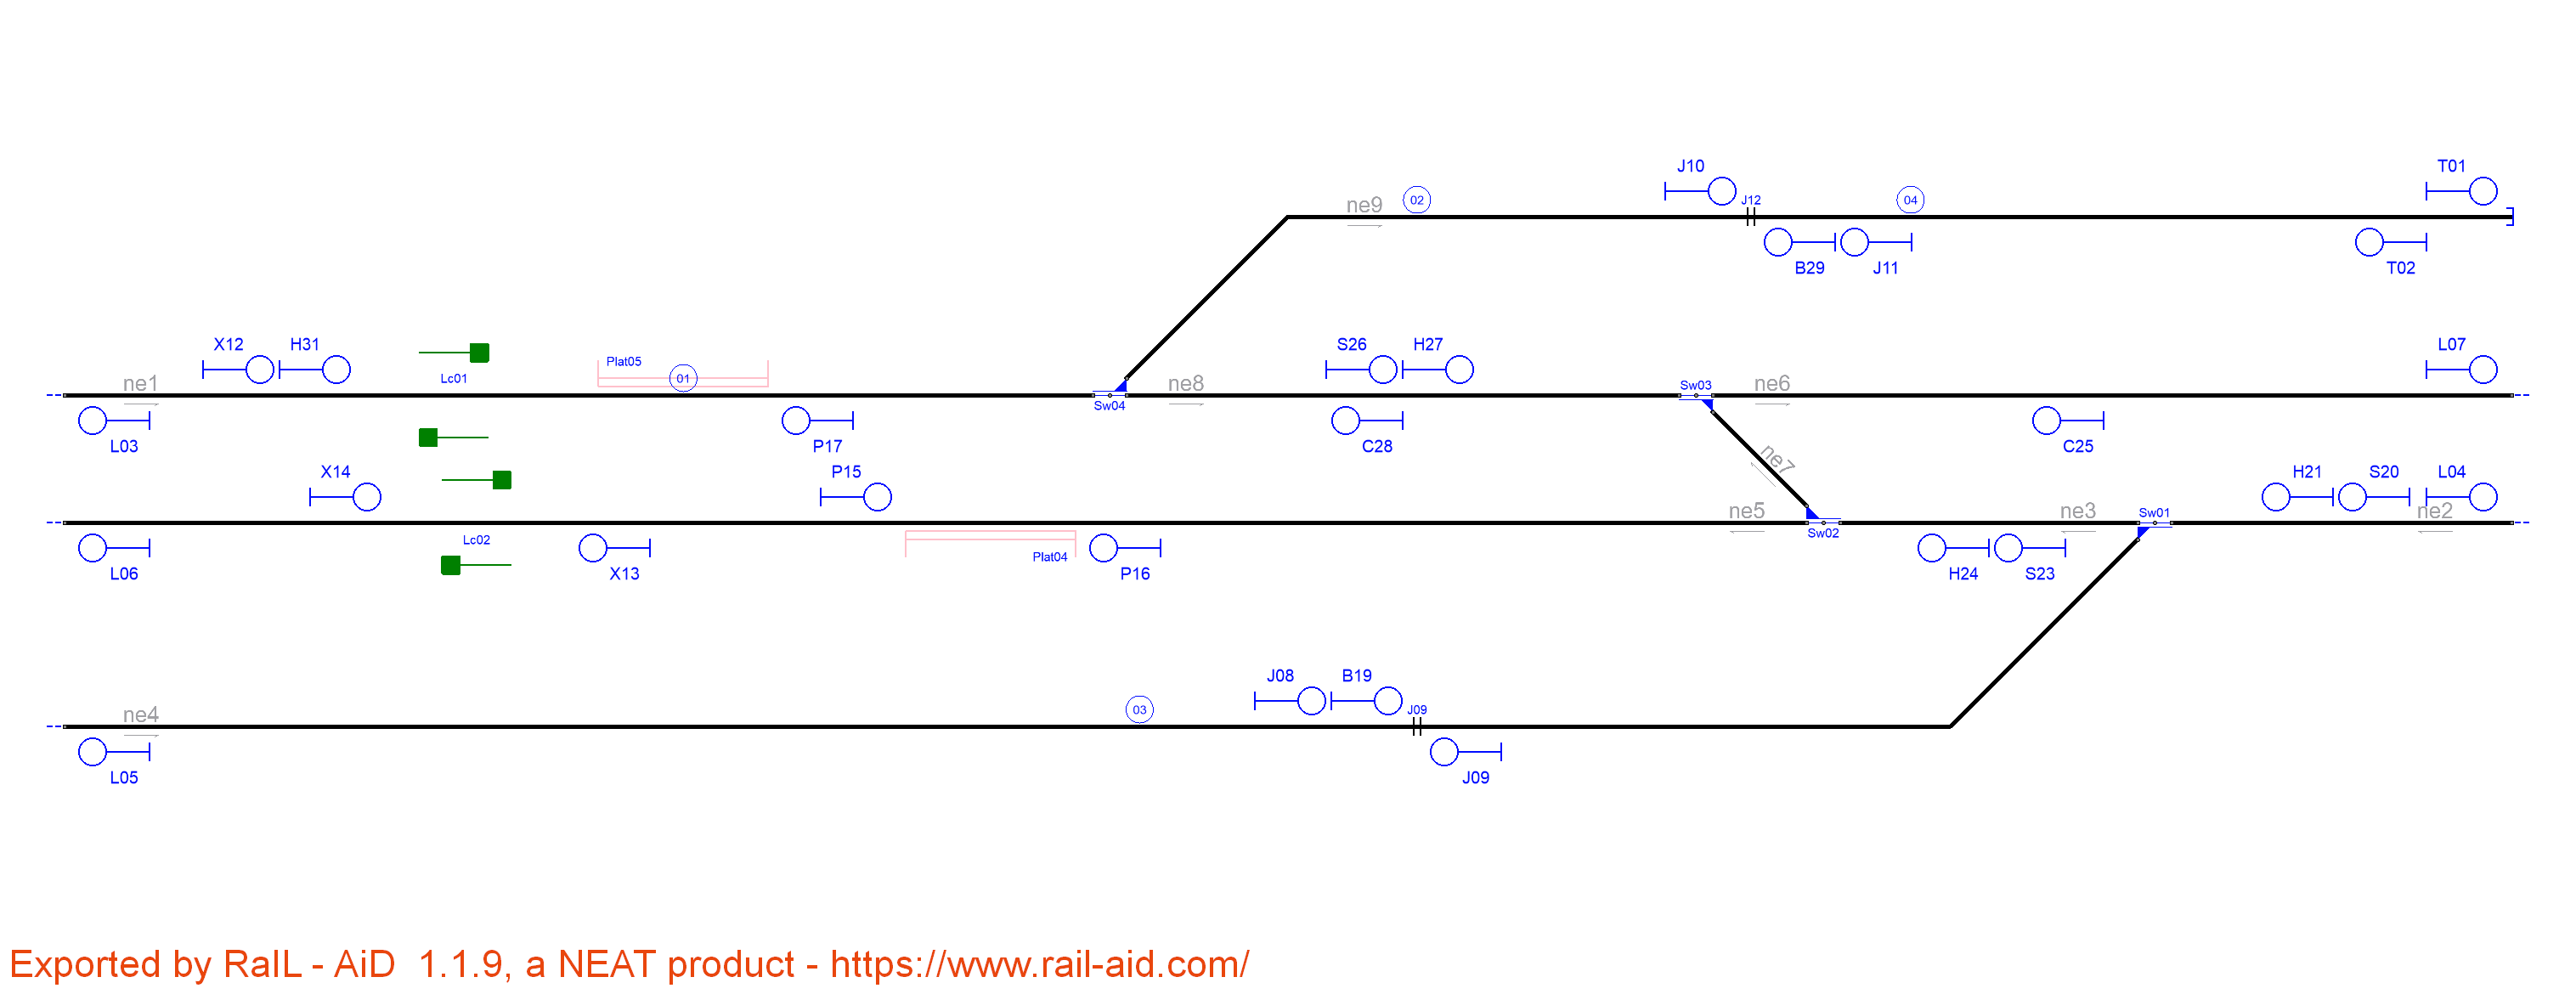 J10
T01
J12
ne9
02
04
B29
J11
T02
X12
H31
S26
H27
L07
Lc01
Plat05
01
ne1
ne8
Sw03
ne6
Sw04
L03
P17
C28
C25
X14
P15
ne7
H21
S20
L04
ne5
ne3
Sw01
ne2
Lc02
Sw02
L06
X13
Plat04
P16
H24
S23
J08
B19
03
J09
ne4
L05
J09
Exported by RaIL - AiD 1.1.9, a NEAT product - https://www.rail-aid.com/